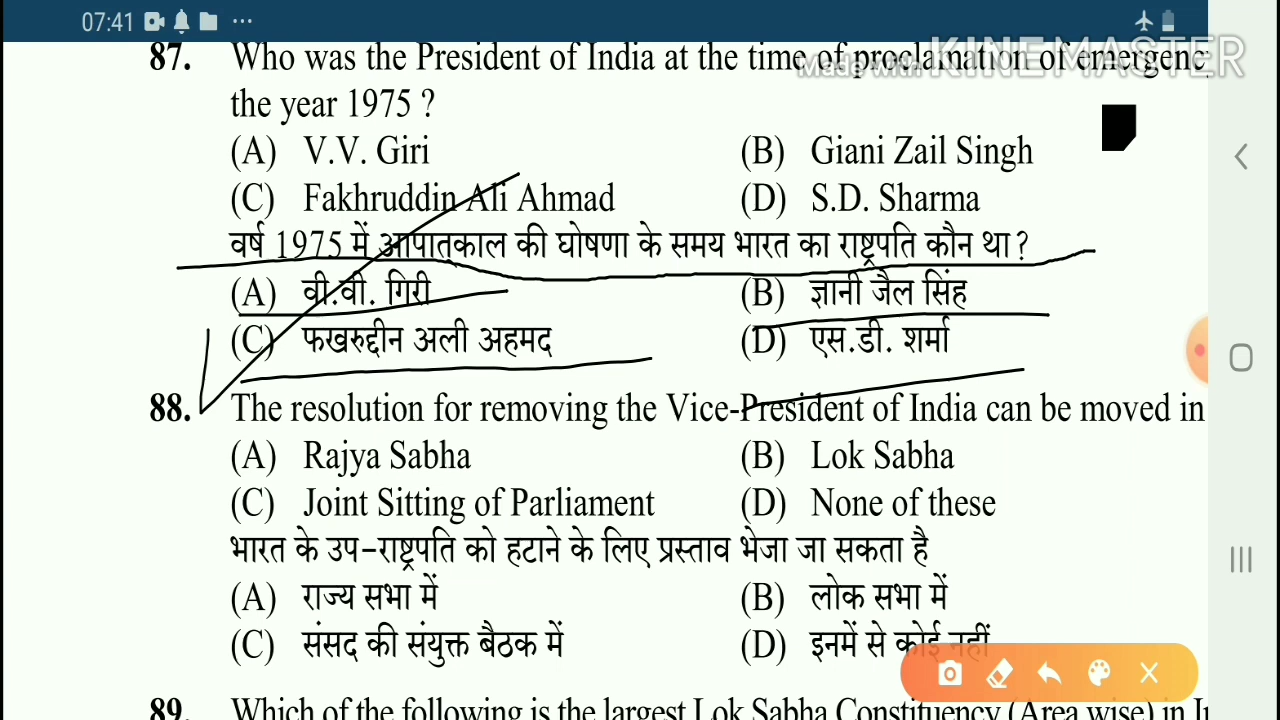 07:41
Made with KINEMASTER
87. Who was the President of India at the time of proclamation of emergency
the year 1975 ?
(A) V.V. Giri (B) Giani Zail Singh
(C) Fakhruddin Ali Ahmad (D) S.D. Sharma
वर्ष 1975 में आपात्काल की घोषणा के समय भारत का राष्ट्रपति कौन था ?
(A) वी.वी. गिरी (B) ज्ञानी जैल सिंह
(C) फखरुद्दीन अली अहमद (D) एस.डी. शर्मा
88. The resolution for removing the Vice-President of India can be moved in
(A) Rajya Sabha (B) Lok Sabha
(C) Joint Sitting of Parliament (D) None of these
भारत के उप-राष्ट्रपति को हटाने के लिए प्रस्ताव भेजा जा सकता है
(A) राज्य सभा में (B) लोक सभा में
(C) संसद की संयुक्त बैठक में (D) इनमें से कोई नहीं
89. Which of the following is the largest Lok Sabha Constituency (Area wise) in